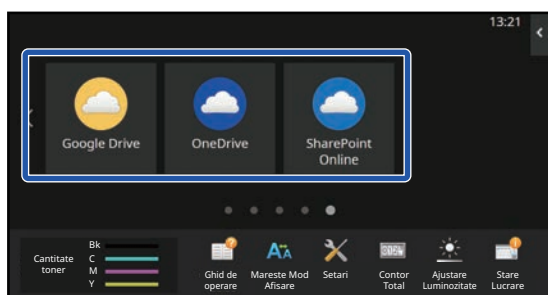 13:21
Google Drive
OneDrive
SharePoint
Online
Cantitate
toner
Bk
C
M
Y
Ghid de
operare
Mareste Mod
Afisare
Setari
Contor
Total
Ajustare
Luminozitate
Stare
Lucrare